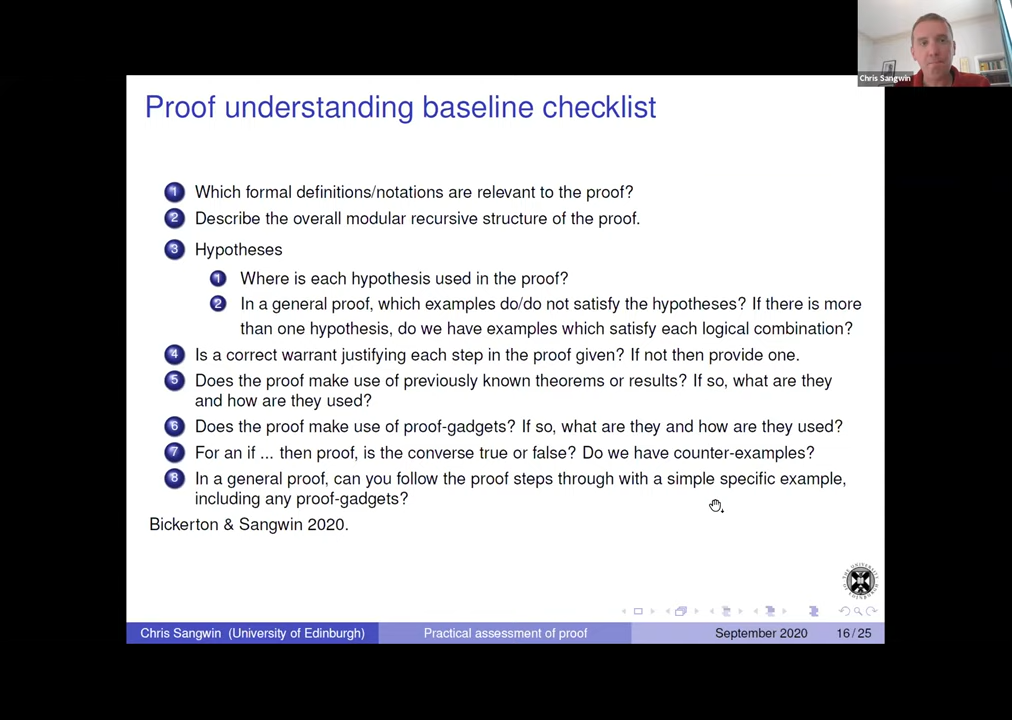 Chris Sangwin
Proof understanding baseline checklist
1 Which formal definitions/notations are relevant to the proof?
2 Describe the overall modular recursive structure of the proof.
3 Hypotheses
1 Where is each hypothesis used in the proof?
2 In a general proof, which examples do/do not satisfy the hypotheses? If there is more
than one hypothesis, do we have examples which satisfy each logical combination?
4 Is a correct warrant justifying each step in the proof given? If not then provide one.
5 Does the proof make use of previously known theorems or results? If so, what are they
and how are they used?
6 Does the proof make use of proof-gadgets? If so, what are they and how are they used?
7 For an if ... then proof, is the converse true or false? Do we have counter-examples?
8 In a general proof, can you follow the proof steps through with a simple specific example,
including any proof-gadgets?
Bickerton & Sangwin 2020.
Chris Sangwin (University of Edinburgh) Practical assessment of proof September 2020 16/25